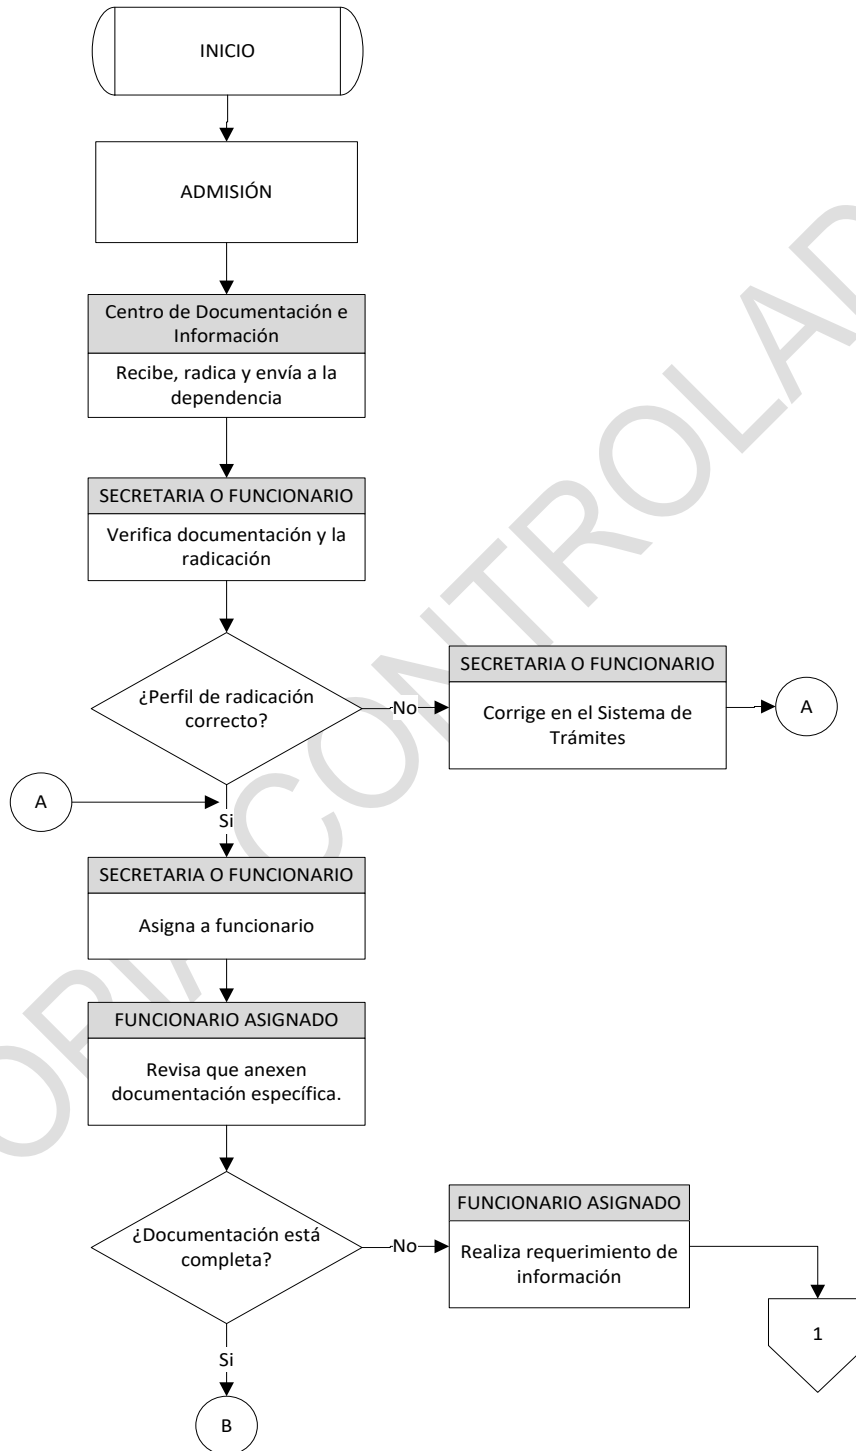 INICIO
ADMISIÓN
Centro de Documentación e
Información
Recibe, radica y envía a la
dependencia
SECRETARIA O FUNCIONARIO
Verifica documentación y la
radicación
¿Perfil de radicación
correcto?
No
SECRETARIA O FUNCIONARIO
Corrige en el Sistema de
Trámites
A
A
Si
SECRETARIA O FUNCIONARIO
Asigna a funcionario
FUNCIONARIO ASIGNADO
Revisa que anexen
documentación específica.
¿Documentación está
completa?
No
FUNCIONARIO ASIGNADO
Realiza requerimiento de
información
1
Si
B